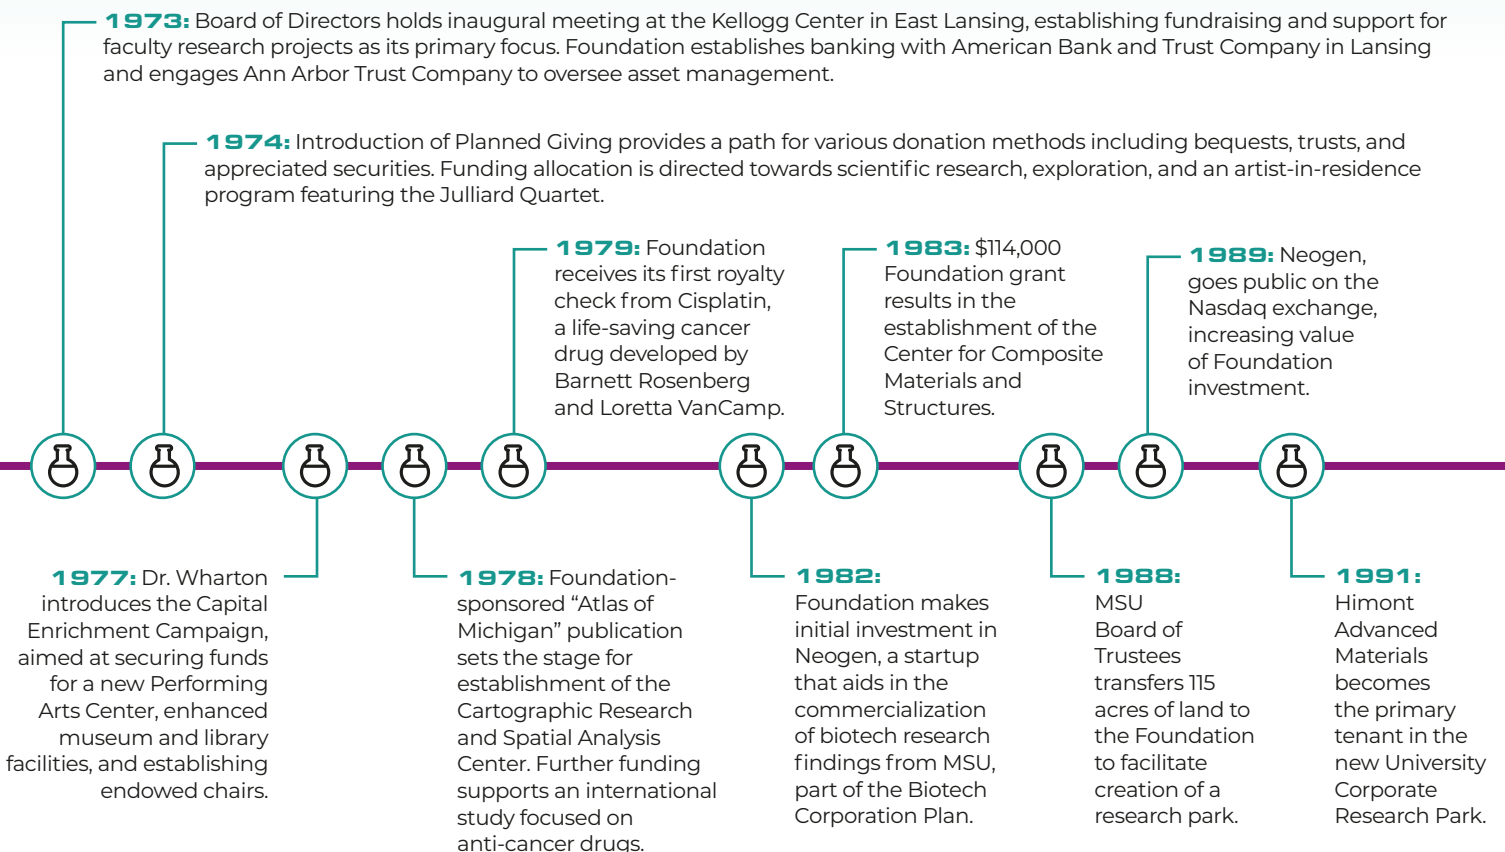 1973: Board of Directors holds inaugural meeting at the Kellogg Center in East Lansing, establishing fundraising and support for
faculty research projects as its primary focus. Foundation establishes banking with American Bank and Trust Company in Lansing
and engages Ann Arbor Trust Company to oversee asset management.
1974: Introduction of Planned Giving provides a path for various donation methods including bequests, trusts, and
appreciated securities. Funding allocation is directed towards scientific research, exploration, and an artist-in-residence
program featuring the Julliard Quartet.
1977: Dr. Wharton
introduces the Capital
Enrichment Campaign,
aimed at securing funds
for a new Performing
Arts Center, enhanced
museum and library
facilities, and establishing
endowed chairs.
1978: Foundation-
sponsored “Atlas of
Michigan” publication
sets the stage for
establishment of the
Cartographic Research
and Spatial Analysis
Center. Further funding
supports an international
study focused on
anti-cancer drugs.
1979: Foundation
receives its first royalty
check from Cisplatin,
a life-saving cancer
drug developed by
Barnett Rosenberg
and Loretta VanCamp.
1982:
Foundation makes
initial investment in
Neogen, a startup
that aids in the
commercialization
of biotech research
findings from MSU,
part of the Biotech
Corporation Plan.
1983: $114,000
Foundation grant
results in the
establishment of the
Center for Composite
Materials and
Structures.
1988:
MSU
Board of
Trustees
transfers 115
acres of land to
the Foundation
to facilitate
creation of a
research park.
1989: Neogen,
goes public on the
Nasdaq exchange,
increasing value
of Foundation
investment.
1991:
Himont
Advanced
Materials
becomes
the primary
tenant in the
new University
Corporate
Research Park.